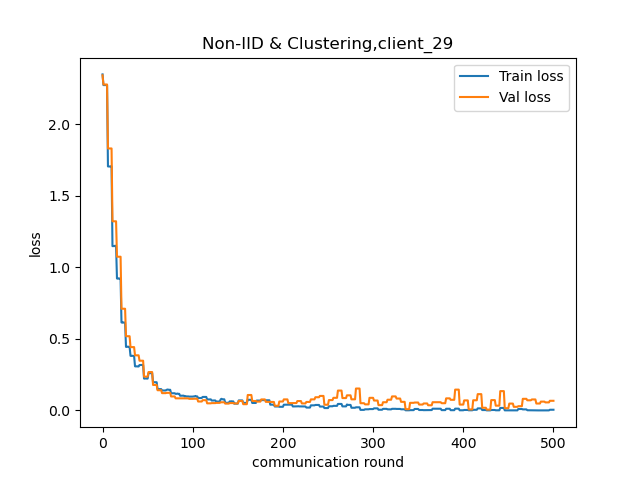 Non-IID & Clustering,client_29
Train loss
Val loss
loss
2.0
1.5
1.0
0.5
0.0
0
100
200
300
400
500
communication round